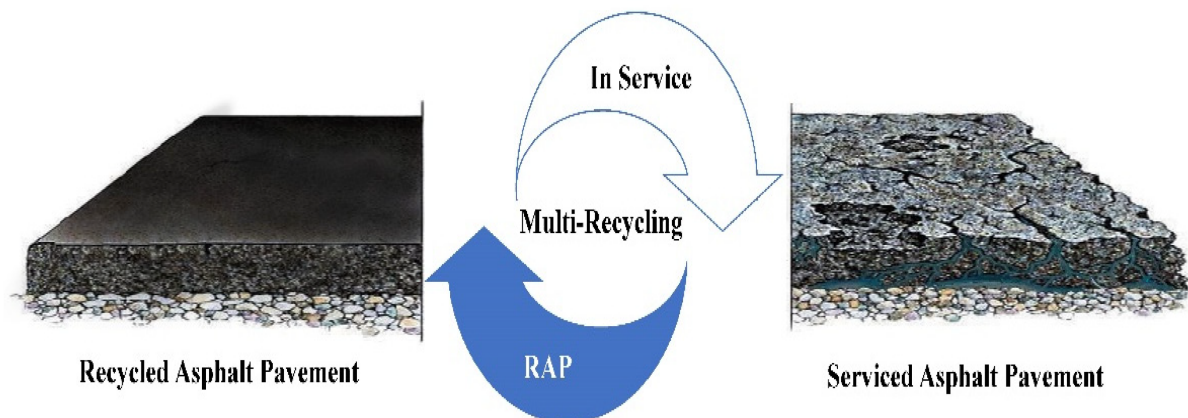 In Service
Multi-Recycling
RAP
Recycled Asphalt Pavement
Serviced Asphalt Pavement